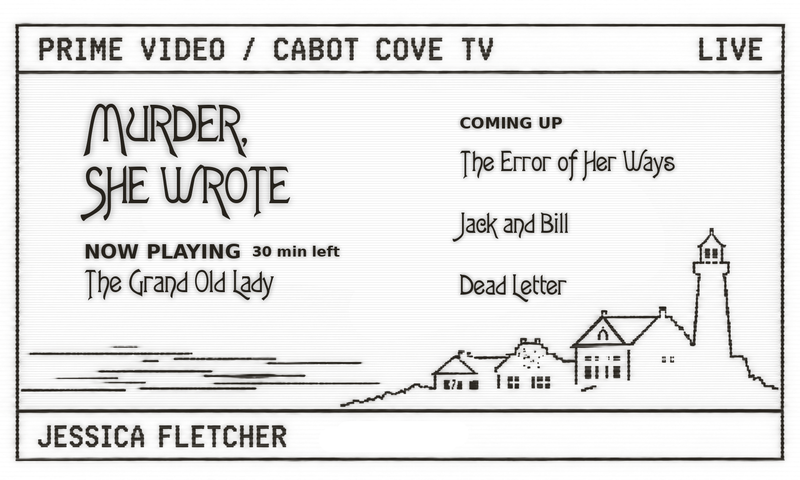 PRIME VIDEO / CABOT COVE TV LIVE
MURDER,
SHE WROTE
NOW PLAYING 30 min left
The Grand Old Lady
COMING UP
The Error of Her Ways
Jack and Bill
Dead Letter
JESSICA FLETCHER